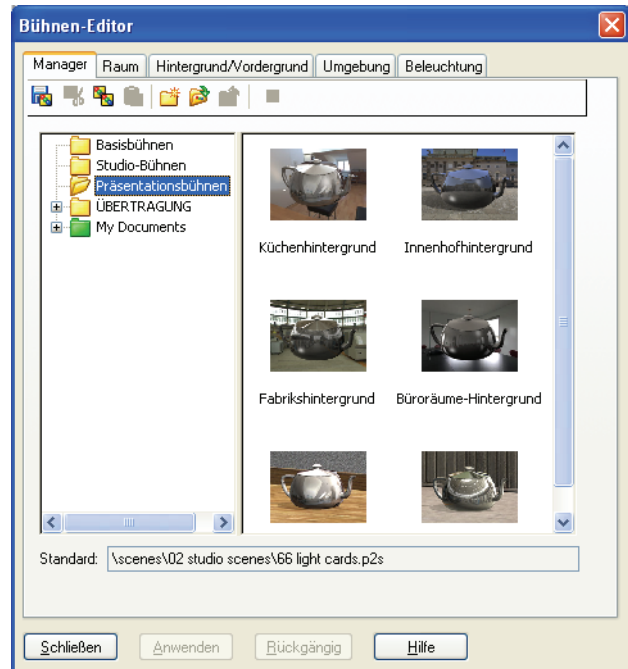 Bühnen-Editor
Manager Raum Hintergrund/Vordergrund Umgebung Beleuchtung
Basisbühnen
Studio-Bühnen
Präsentationsbühnen
ÜBERTRAGUNG
My Documents
Küchenhintergrund Innenhofhintergrund
Fabrikshintergrund Büroräume-Hintergrund
Standard: \scenes\02 studio scenes\66 light cards.p2s
Schließen Anwenden Rückgängig Hilfe